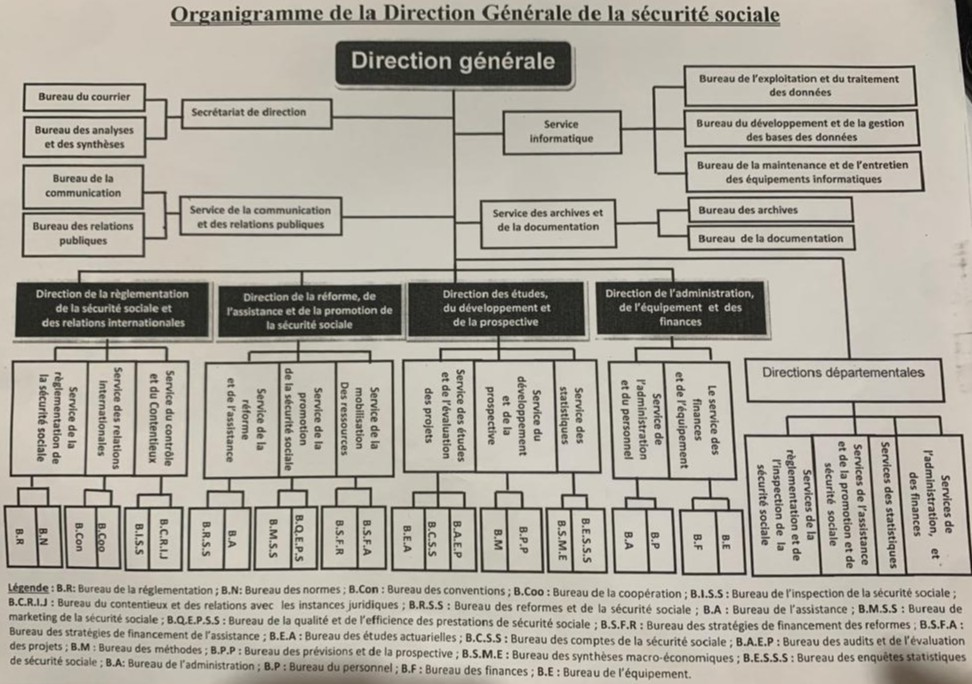 Organigramme de la Direction Générale de la sécurité sociale
Direction générale
Bureau du courrier
Bureau des analyses
et des synthèses
Secrétariat de direction
Bureau de la
communication
Bureau des relations
publiques
Service de la communication
et des relations publiques
Service
informatique
Bureau de l'exploitation et du traitement
des données
Bureau du développement et de la gestion
des bases des données
Bureau de la maintenance et de l'entretien
des équipements informatiques
Service des archives et
de la documentation
Bureau des archives
Bureau de la documentation
Direction de la règlementation
de la sécurité sociale et
des relations internationales
Direction de la réforme, de
l'assistance et de la promotion de
la sécurité sociale
Direction des études,
du développement et
de la prospective
Direction de l'administration,
de l'équipement et des
finances
Directions départementales
Service de la
règlementation de
la sécurité sociale
Service des relations
internationales
Service du contrôle
et du Contentieux
Service de la
réforme
et de l'assistance
Service de la
promotion
de la sécurité sociale
Service de la
mobilisation
Des ressources
Service des études
et de l'évaluation
des projets
Service du
développement
et de la
prospective
Service des
statistiques
Service de
l'administration
et du personnel
Le service des
finances
et de l'équipement
Services de la
règlementation et de
l'inspection de la
sécurité sociale
Services de l'assistance
et de la promotion et de
sécurité sociale
Services des statistiques
Services de
l'administration, et
des finances
B.R
B.N
B.Con
B.Coo
B.I.S.S
B.C.R.I.J
B.R.S.S
B.A
B.M.S.S
B.Q.E.P.S
B.S.F.R
B.S.F.A
B.E.A
B.C.S.S
B.A.E.P
B.M
B.P.P
B.S.M.E
B.E.S.S.S
B.A
B.P
B.F
B.E
Légende : B.R: Bureau de la réglementation ; B.N: Bureau des normes ; B.Con : Bureau des conventions ; B.Coo : Bureau de la coopération ; B.I.S.S : Bureau de l'inspection de la sécurité sociale ;
B.C.R.I.J : Bureau du contentieux et des relations avec les instances juridiques ; B.R.S.S : Bureau des reformes et de la sécurité sociale ; B.A : Bureau de l'assistance ; B.M.S.S : Bureau de
marketing de la sécurité sociale ; B.Q.E.P.S.S : Bureau de la qualité et de l'efficience des prestations de sécurité sociale ; B.S.F.R : Bureau des stratégies de financement des reformes ; B.S.F.A :
Bureau des stratégies de financement de l'assistance ; B.E.A : Bureau des études actuarielles ; B.C.S.S : Bureau des comptes de la sécurité sociale ; B.A.E.P : Bureau des audits et de l'évaluation
des projets ; B.M : Bureau des méthodes ; B.P.P : Bureau des prévisions et de la prospective ; B.S.M.E : Bureau des synthèses macro-économiques ; B.E.S.S.S : Bureau des enquêtes statistiques
de sécurité sociale ; B.A: Bureau de l'administration ; B.P : Bureau du personnel ; B.F : Bureau des finances ; B.E : Bureau de l'équipement.